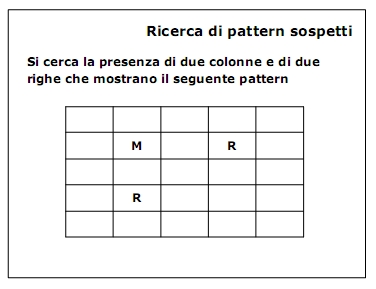 Ricerca di pattern sospetti
Si cerca la presenza di due colonne e di due
righe che mostrano il seguente pattern
M R
R